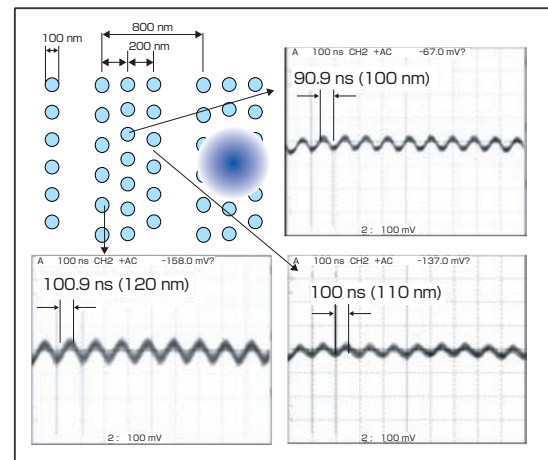 800 nm
100 nm
200 nm
A 100 ns CH2 +AC -67.0 mV?
90.9 ns (100 nm)
2 : 100 mV
A 100 ns CH2 +AC -158.0 mV?
100.9 ns (120 nm)
2 : 100 mV
A 100 ns CH2 +AC -137.0 mV?
100 ns (110 nm)
2 : 100 mV